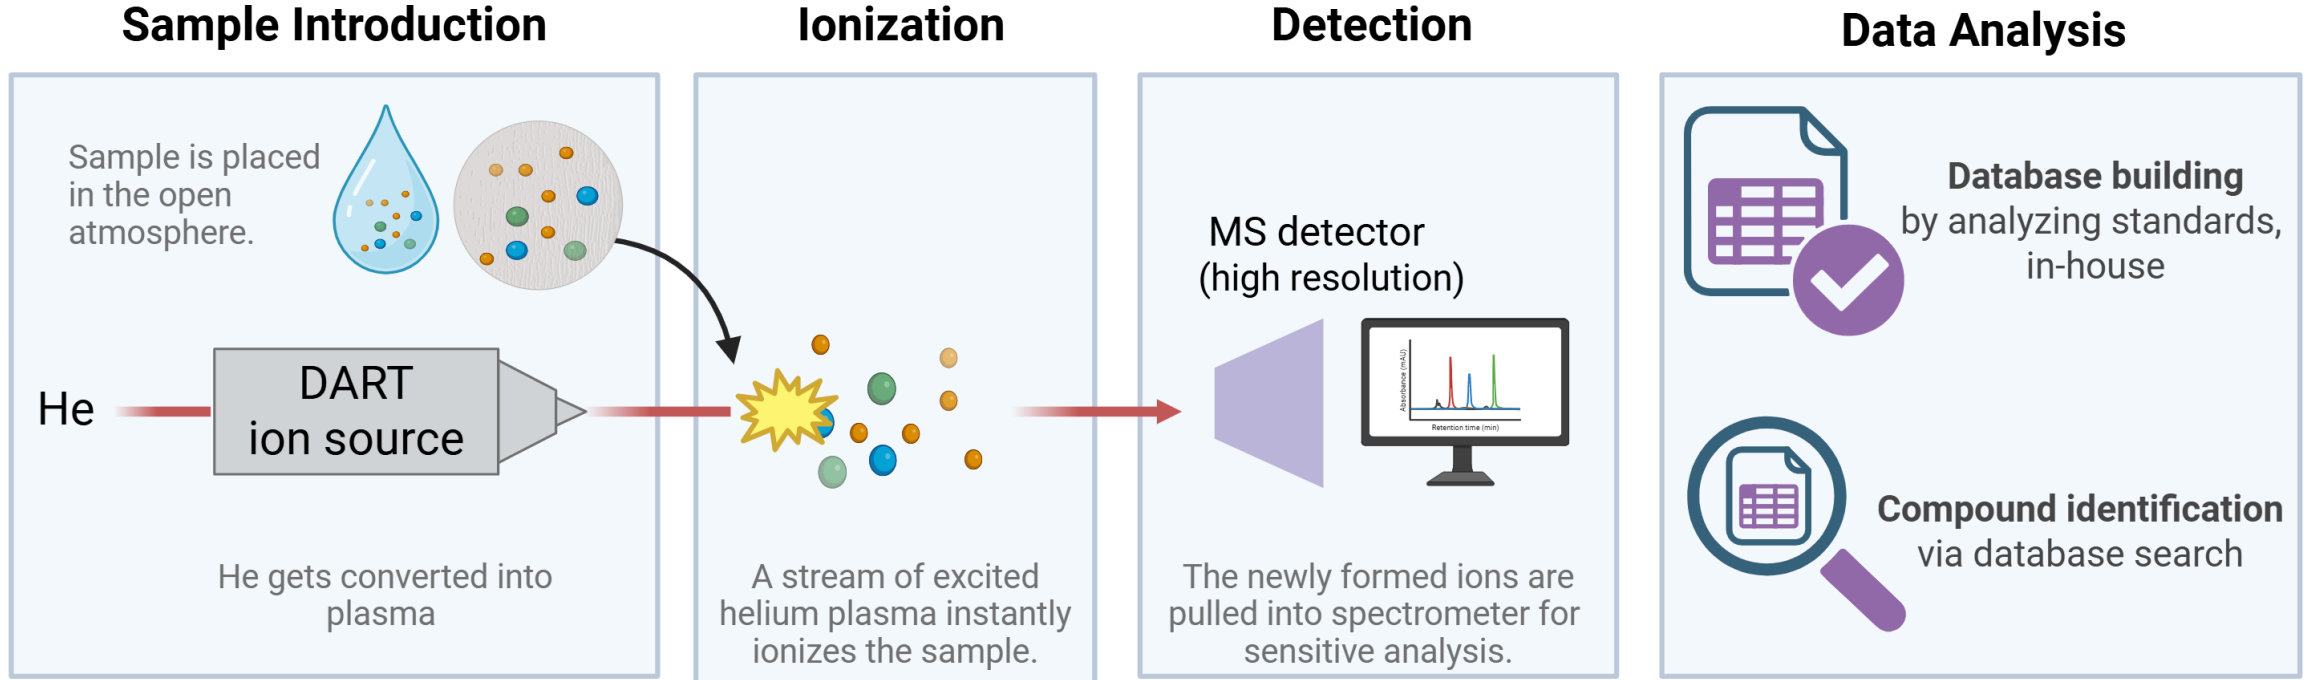 Sample Introduction
Sample is placed
in the open
atmosphere.
He
DART
ion source
He gets converted into
plasma
Ionization
A stream of excited
helium plasma instantly
ionizes the sample.
Detection
MS detector
(high resolution)
Absorbance (mAU)
Retention time (min)
The newly formed ions are
pulled into spectrometer for
sensitive analysis.
Data Analysis
Database building
by analyzing standards,
in-house
Compound identification
via database search